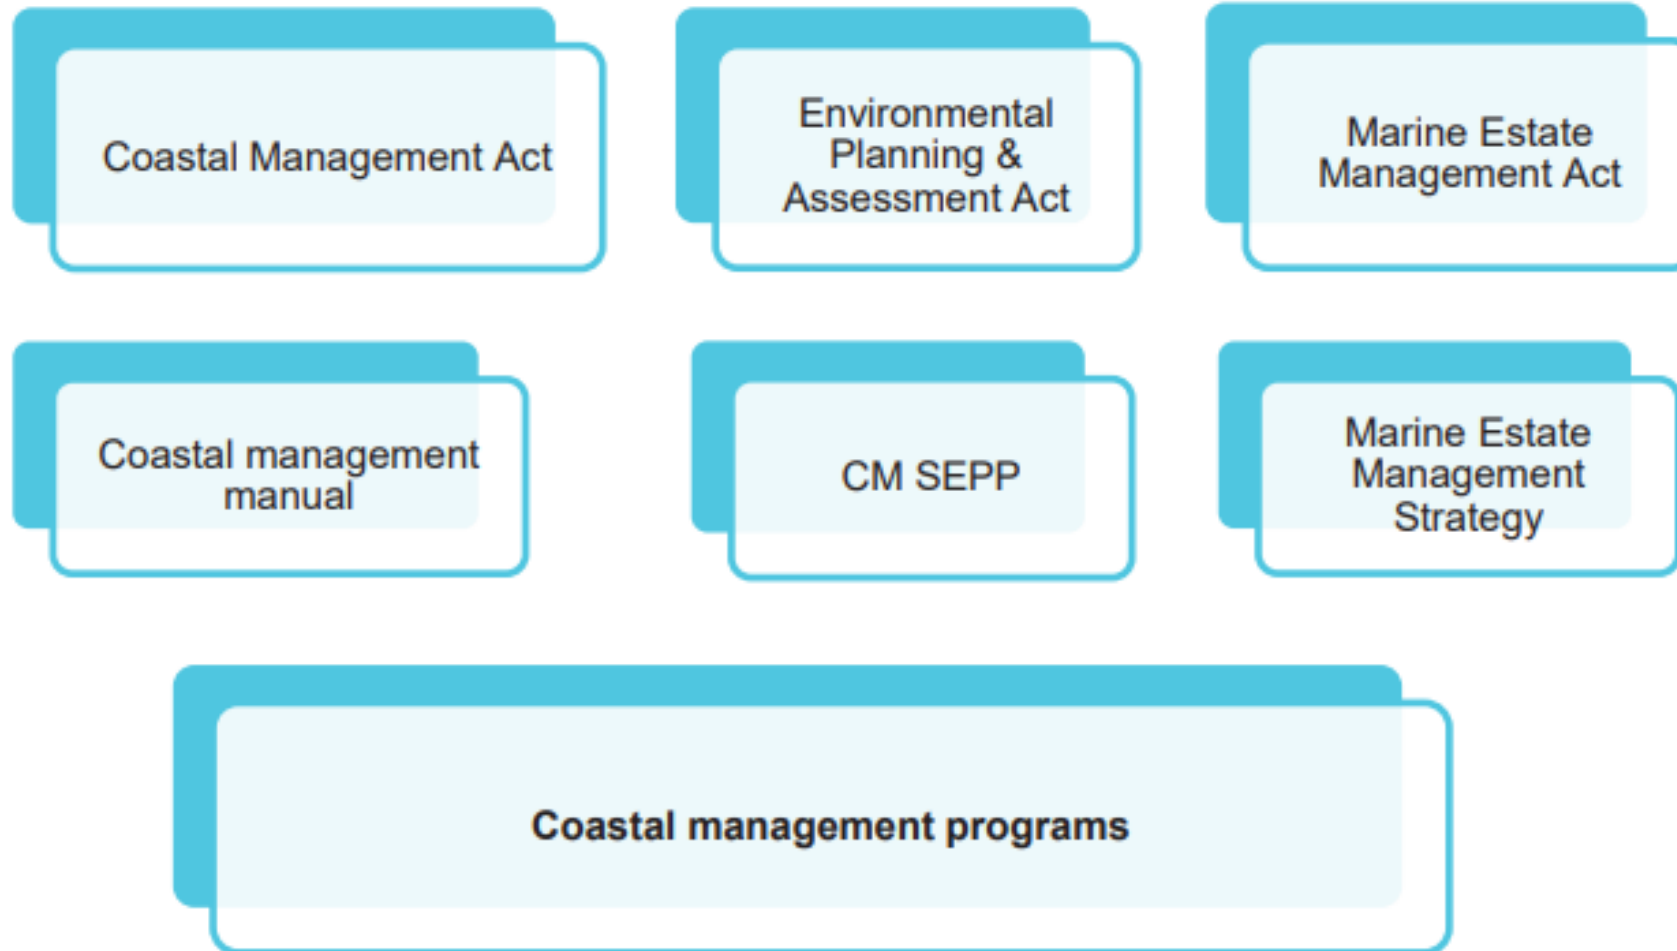 Coastal Management Act
Environmental
Planning &
Assessment Act
Marine Estate
Management Act
Coastal management
manual
CM SEPP
Marine Estate
Management
Strategy
Coastal management programs